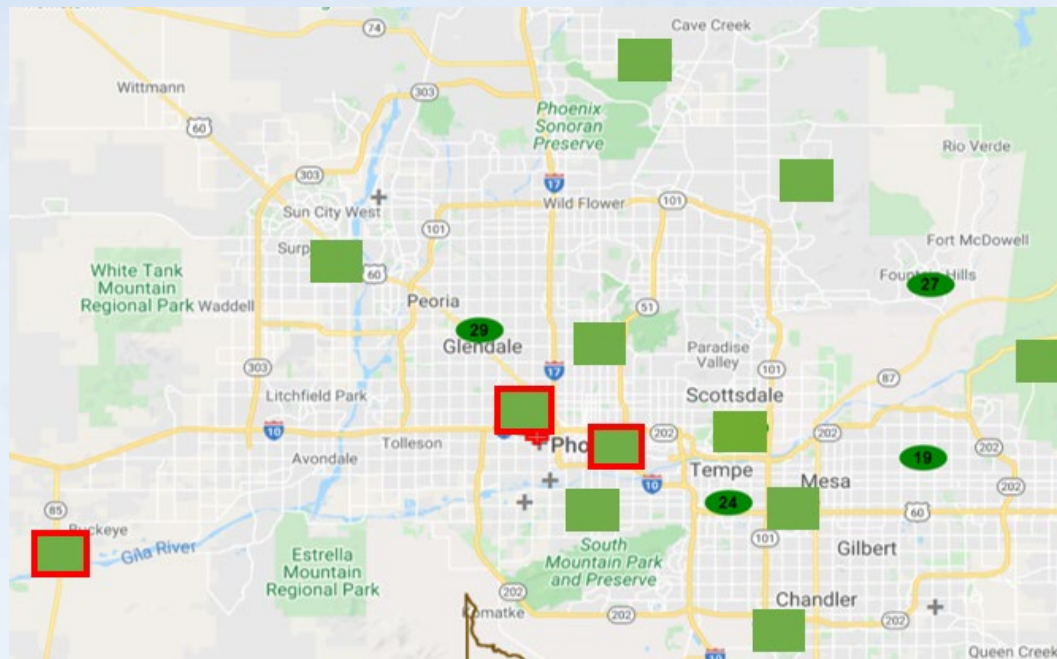 74
Cave Creek
Wittmann
303
60
Phoenix
Sonoran
Preserve
Rio Verde
303
17
Sun City West
Wild Flower
101
101
Fort McDowell
60
White Tank
Mountain
Regional Park
Waddell
27
Peoria
51
29
Glendale
Paradise
Valley
303
17
101
87
Litchfield Park
Scottsdale
10
Tolleson
202
202
Avondale
19
Tempe
10
Mesa
202
85
24
60
Buckeye
Gila River
101
Gilbert
Estrella
Mountain
Regional Park
South
Mountain Park
and Preserve
202
Komatke
202
Chandler
202
10
Queen Creek